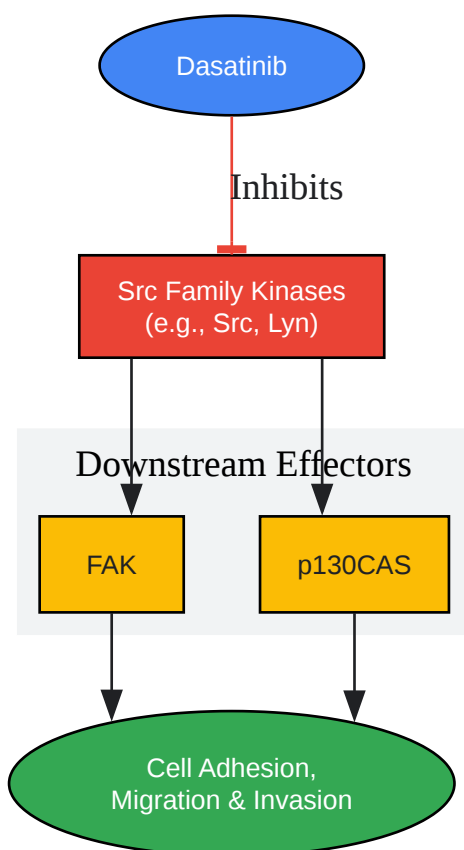 Dasatinib
Inhibits
Src Family Kinases
(e.g., Src, Lyn)
Downstream Effectors
FAK
p130CAS
Cell Adhesion,
Migration & Invasion